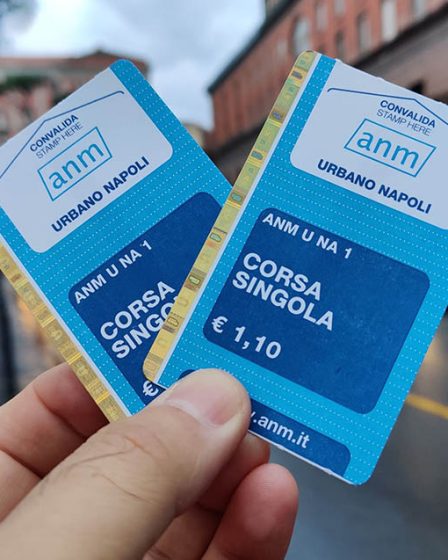 CONVALIDA
STAMP HERE
anm
URBANO NAPOLI
ANM U NA 1
CORSA
SINGO
€
CONVALIDA
STAMP HERE
anm
URBANO NAPOLI
ANM U NA 1
CORSA
SINGOLA
€ 1,10
.anm.it